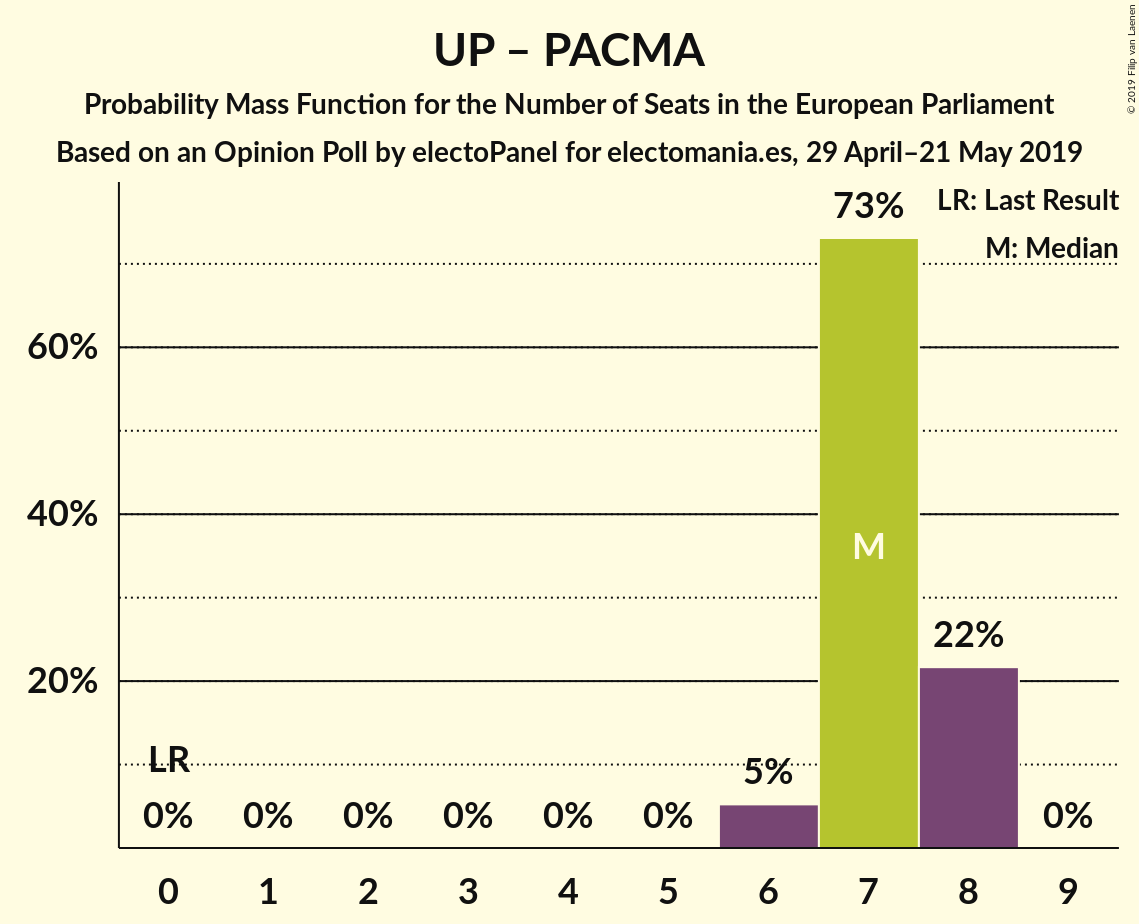 UP – PACMA
Probability Mass Function for the Number of Seats in the European Parliament
Based on an Opinion Poll by electoPanel for electomania.es, 29 April–21 May 2019
© 2019 Filip van Laenen
LR: Last Result
M: Median
73%
60%
40%
M
22%
20%
LR
5%
0% 0% 0% 0% 0% 0% 0%
0 1 2 3 4 5 6 7 8 9